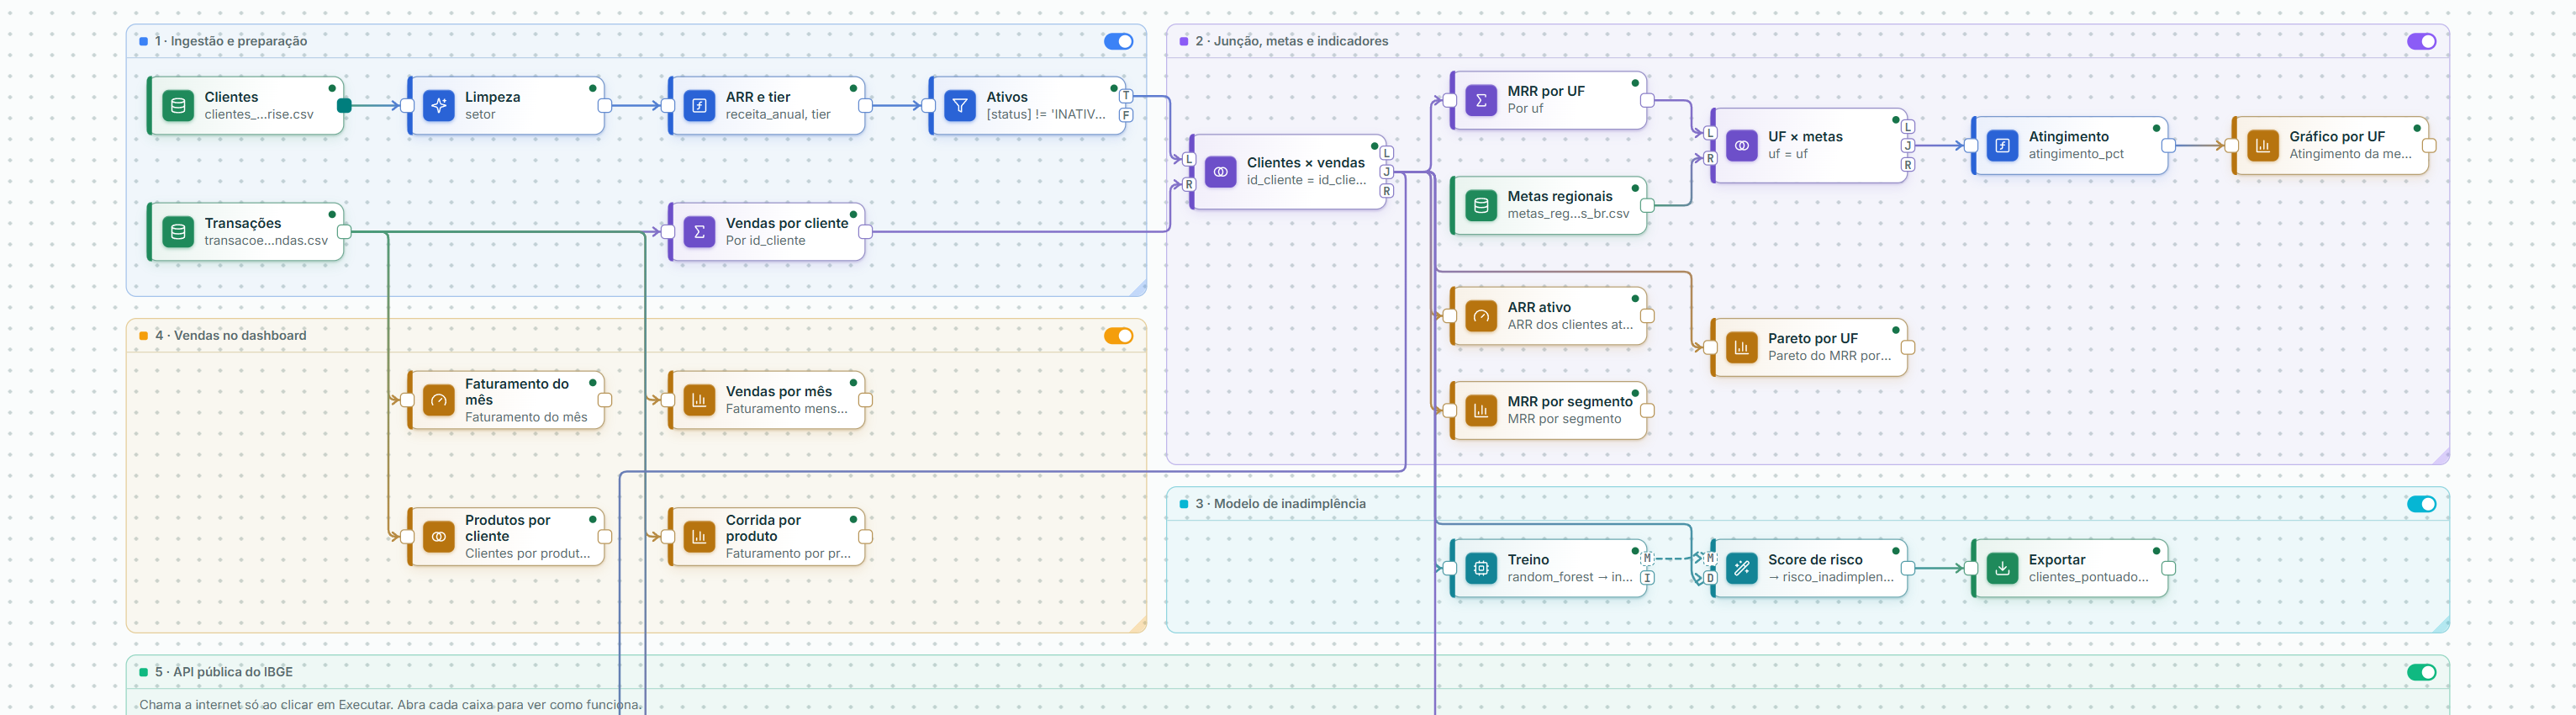 1 · Ingestão e preparação
Clientes
clientes_...rise.csv
Limpeza
setor
ARR e tier
receita_anual, tier
Ativos
[status] != 'INATIV...
T
F
Transações
transacoe...ndas.csv
Vendas por cliente
Por id_cliente
2 · Junção, metas e indicadores
L
R
Clientes × vendas
id_cliente = id_clie...
L
J
R
MRR por UF
Por uf
Metas regionais
metas_reg...s_br.csv
L
R
UF × metas
uf = uf
L
J
R
Atingimento
atingimento_pct
Gráfico por UF
Atingimento da me...
ARR ativo
ARR dos clientes at...
Pareto por UF
Pareto do MRR por...
MRR por segmento
MRR por segmento
4 · Vendas no dashboard
Faturamento do
mês
Faturamento do mês
Vendas por mês
Faturamento mens...
Produtos por
cliente
Clientes por produt...
Corrida por
produto
Faturamento por pr...
3 · Modelo de inadimplência
Treino
random_forest → in...
M
I
M
D
Score de risco
→ risco_inadimplen...
Exportar
clientes_pontuado...
5 · API pública do IBGE
Chama a internet só ao clicar em Executar. Abra cada caixa para ver como funciona.